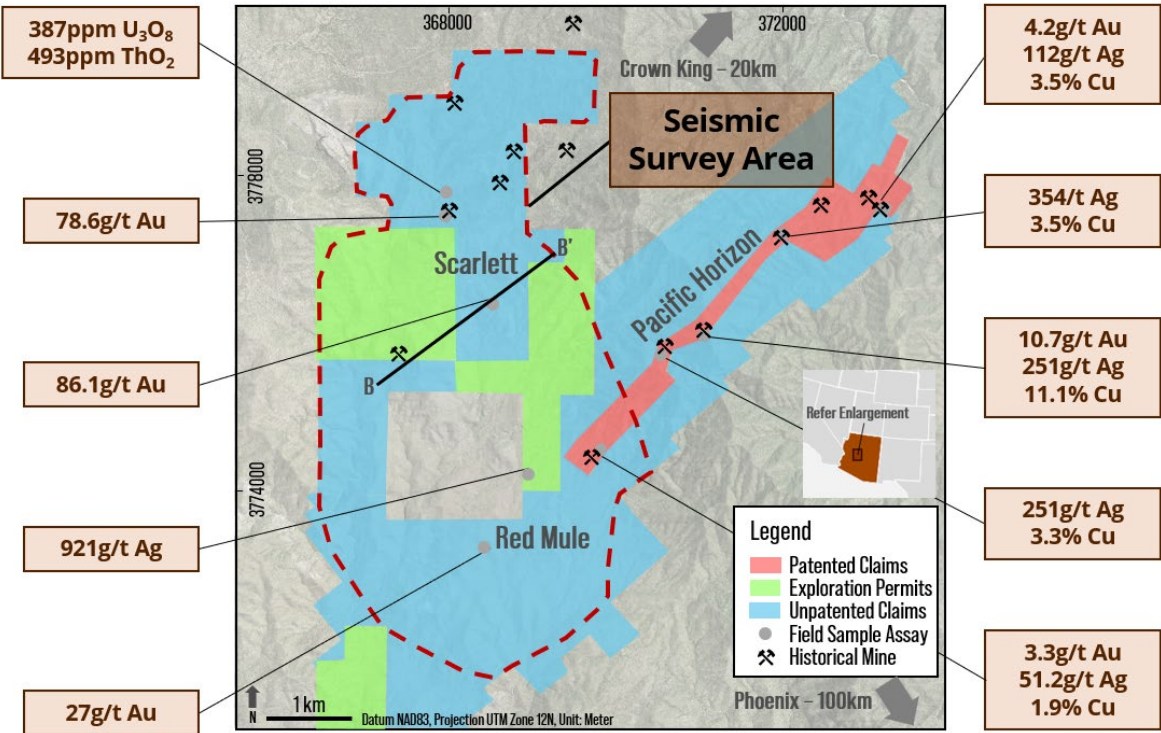 387ppm U₃O₈
493ppm ThO₂
78.6g/t Au
86.1g/t Au
921g/t Ag
27g/t Au
368000
372000
Crown King – 20km
Seismic
Survey Area
3778000
3774000
Scarlett
B'
B
Pacific Horizon
Red Mule
Refer Enlargement
Legend
Patented Claims
Exploration Permits
Unpatented Claims
Field Sample Assay
Historical Mine
Phoenix – 100km
N
1km
Datum NAD83, Projection UTM Zone 12N, Unit: Meter
4.2g/t Au
112g/t Ag
3.5% Cu
354/t Ag
3.5% Cu
10.7g/t Au
251g/t Ag
11.1% Cu
251g/t Ag
3.3% Cu
3.3g/t Au
51.2g/t Ag
1.9% Cu